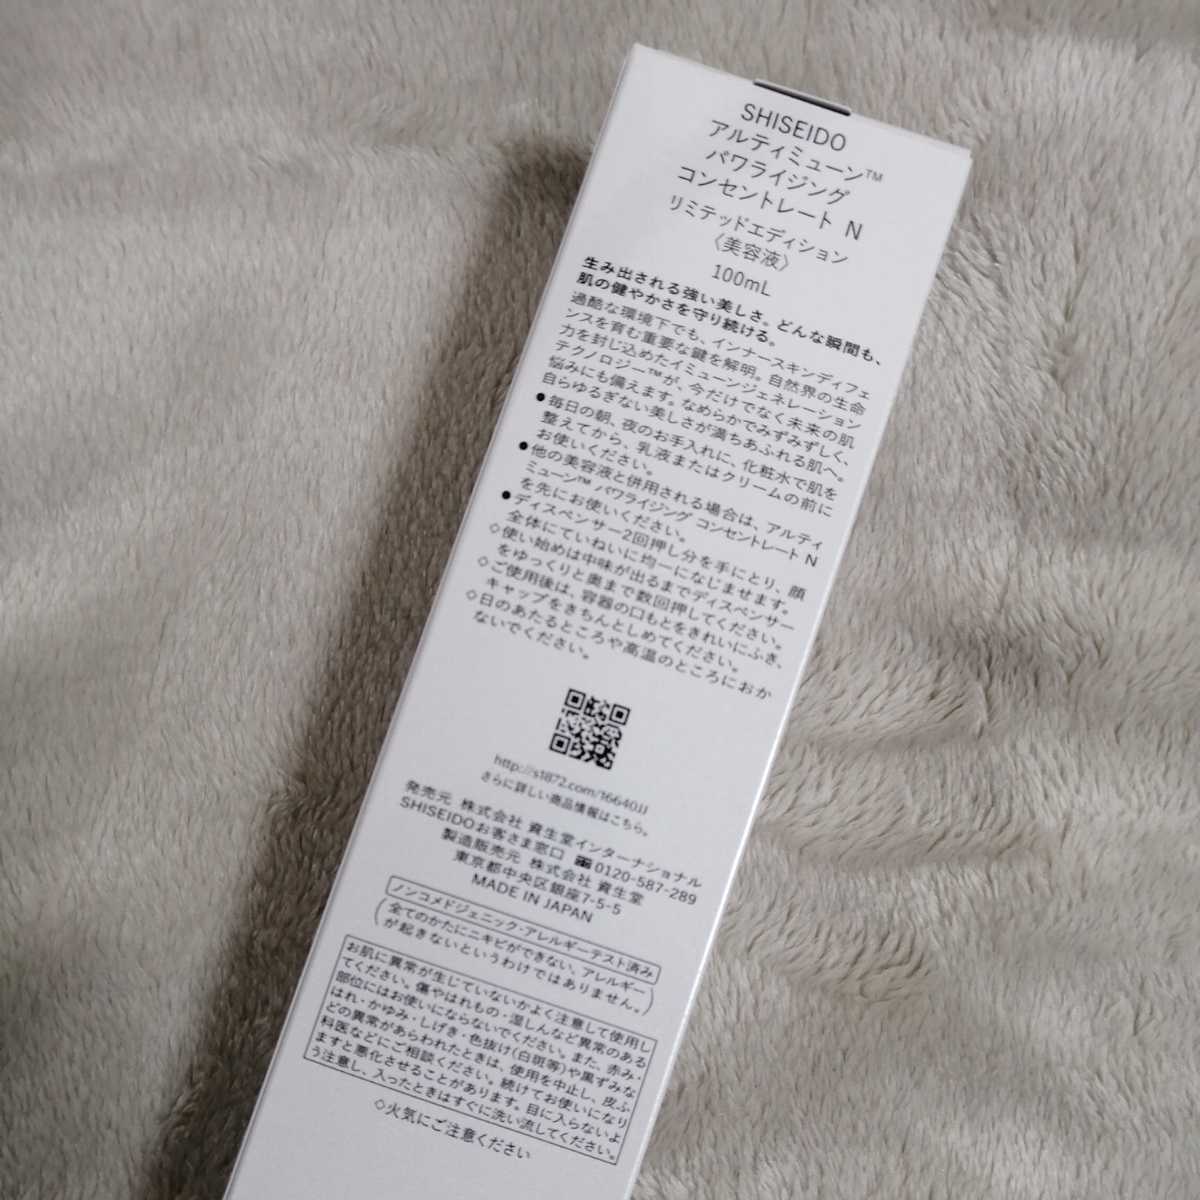 SHISEIDO
アルティミューン™
パワライジング
コンセントレート N
リミテッドエディション
〈美容液〉
100mL
生み出される強い美しさ。どんな瞬間も、
肌の健やかさを守り続ける。
過酷な環境下でも、インナースキンディフェ
ンスを育む重要な鍵を解明。自然界の生命
力を封じ込めたイミューンジェネレーション
テクノロジー™が、今だけでなく未来の肌
悩みにも備えます。なめらかでみずみずしく、
自らゆるぎない美しさが満ちあふれる肌へ。
●毎日の朝、夜のお手入れに、化粧水で肌を
整えてから、乳液またはクリームの前に
お使いください。
●他の美容液と併用される場合は、アルティ
ミューン™ パワライジング コンセントレート N
を先にお使いください。
●ディスペンサー2回押し分を手にとり、顔
全体にていねいに均一になじませます。
◇使い始めは中味が出るまでディスペンサー
をゆっくりと奥まで数回押してください。
◇ご使用後は、容器の口もとをきれいにふき、
キャップをきちんとしめてください。
◇日のあたるところや高温のところにおか
ないでください。
http://s1872.com/16640JJ
さらに詳しい商品情報はこちら。
発売元 株式会社 資生堂インターナショナル
SHISEIDOお客さま窓口 0120-587-289
製造販売元 株式会社 資生堂
東京都中央区銀座7-5-5
MADE IN JAPAN
ノンコメドジェニック・アレルギーテスト済み
(全てのかたにニキビができない、アレルギー
が起きないというわけではありません。)
お肌に異常が生じていないかよく注意して使用し
てください。傷やはれもの・湿しんなど異常のある
部位にはお使いにならないでください。また、赤み・
はれ・かゆみ・しげき・色抜け(白斑等)や黒ずみな
どの異常があらわれたときは、使用を中止し、皮ふ
科医などにご相談ください。続けてお使いになり
ますと悪化させることがあります。目に入らないよ
う注意し、入ったときはすぐに洗い流してください。
◇火気にご注意ください